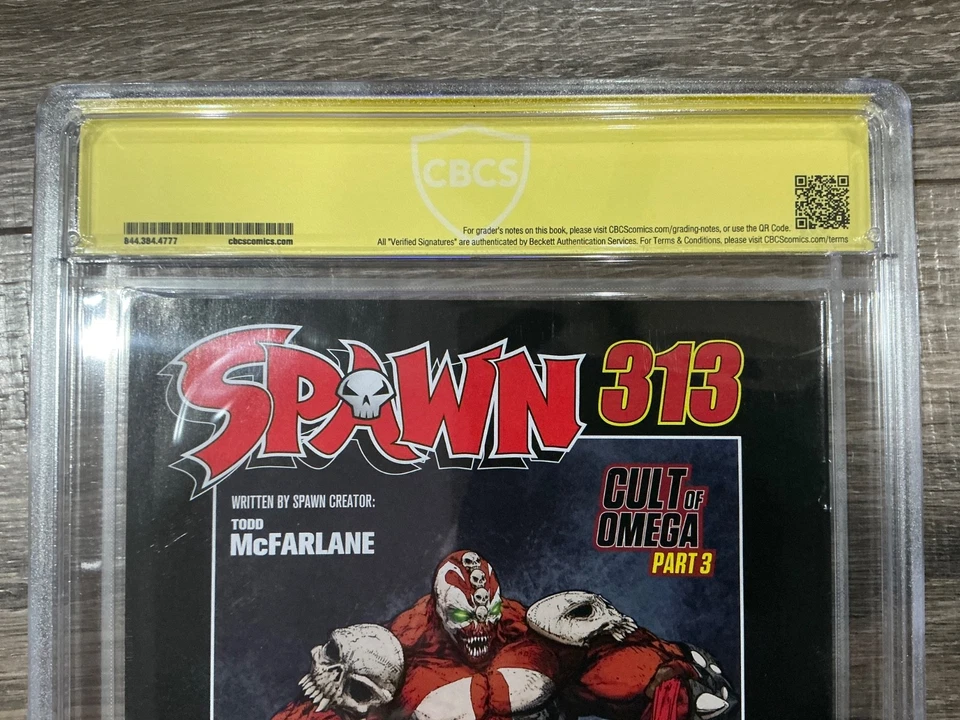 CBCS
844.384.4777
cbcscomics.com
For grader's notes on this book, please visit CBCScomics.com/grading-notes, or use the QR Code.
All "Verified Signatures" are authenticated by Beckett Authentication Services. For Terms & Conditions, please visit CBCScomics.com/terms
SPAWN 313
WRITTEN BY SPAWN CREATOR:
TODD
McFARLANE
CULT OF
OMEGA
PART 3